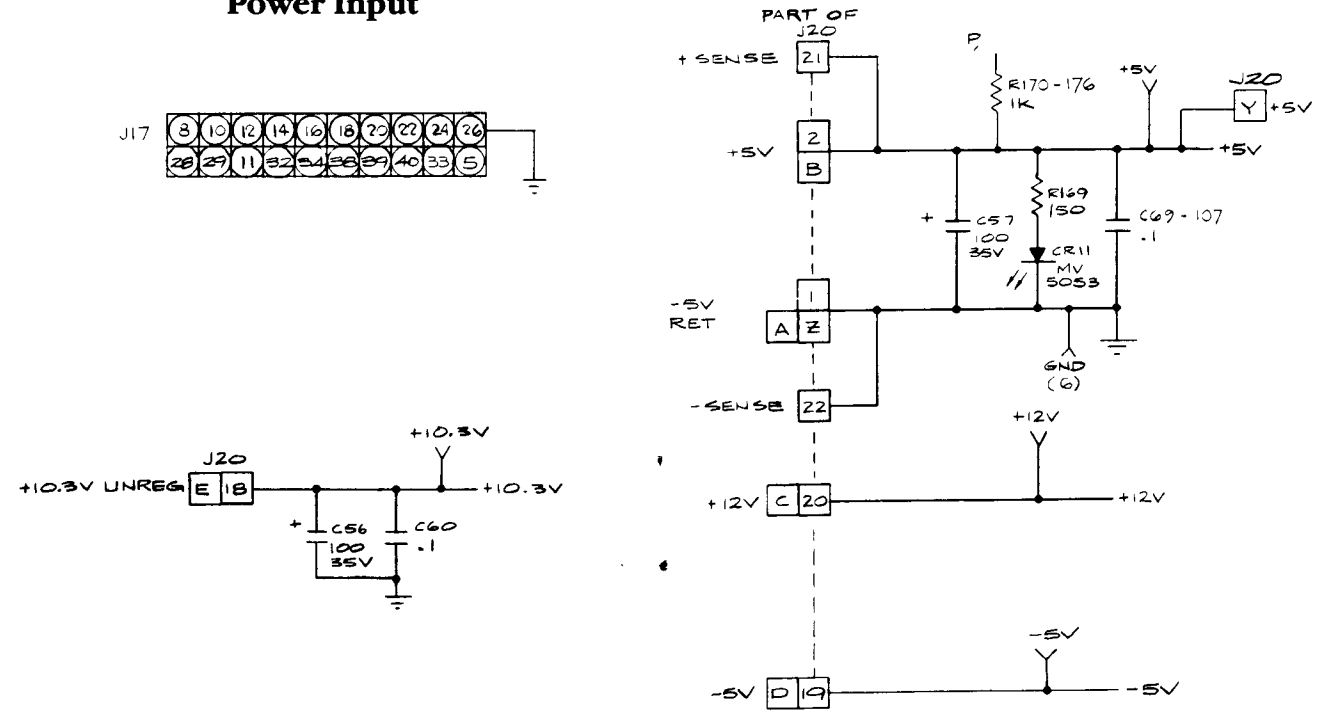 Power Input
J17
8 10 12 14 16 18 20 22 24 26
28 29 11 32 34 38 39 40 33 5
+10.3V
J20
+10.3V UNREG E 18 +10.3V
+ C56
100
35V
C60
.1
PART OF
J20
+ SENSE 21
P,
R170-176
1K
+5V
J20
Y +5V
+5V 2
B
+5V
+ C57
100
35V
R169
150
CR11
MV
5053
C69-107
.1
-5V
RET
1
A Z
GND
(6)
-SENSE 22
+12V
+12V C 20 +12V
-5V
-5V D 19 -5V